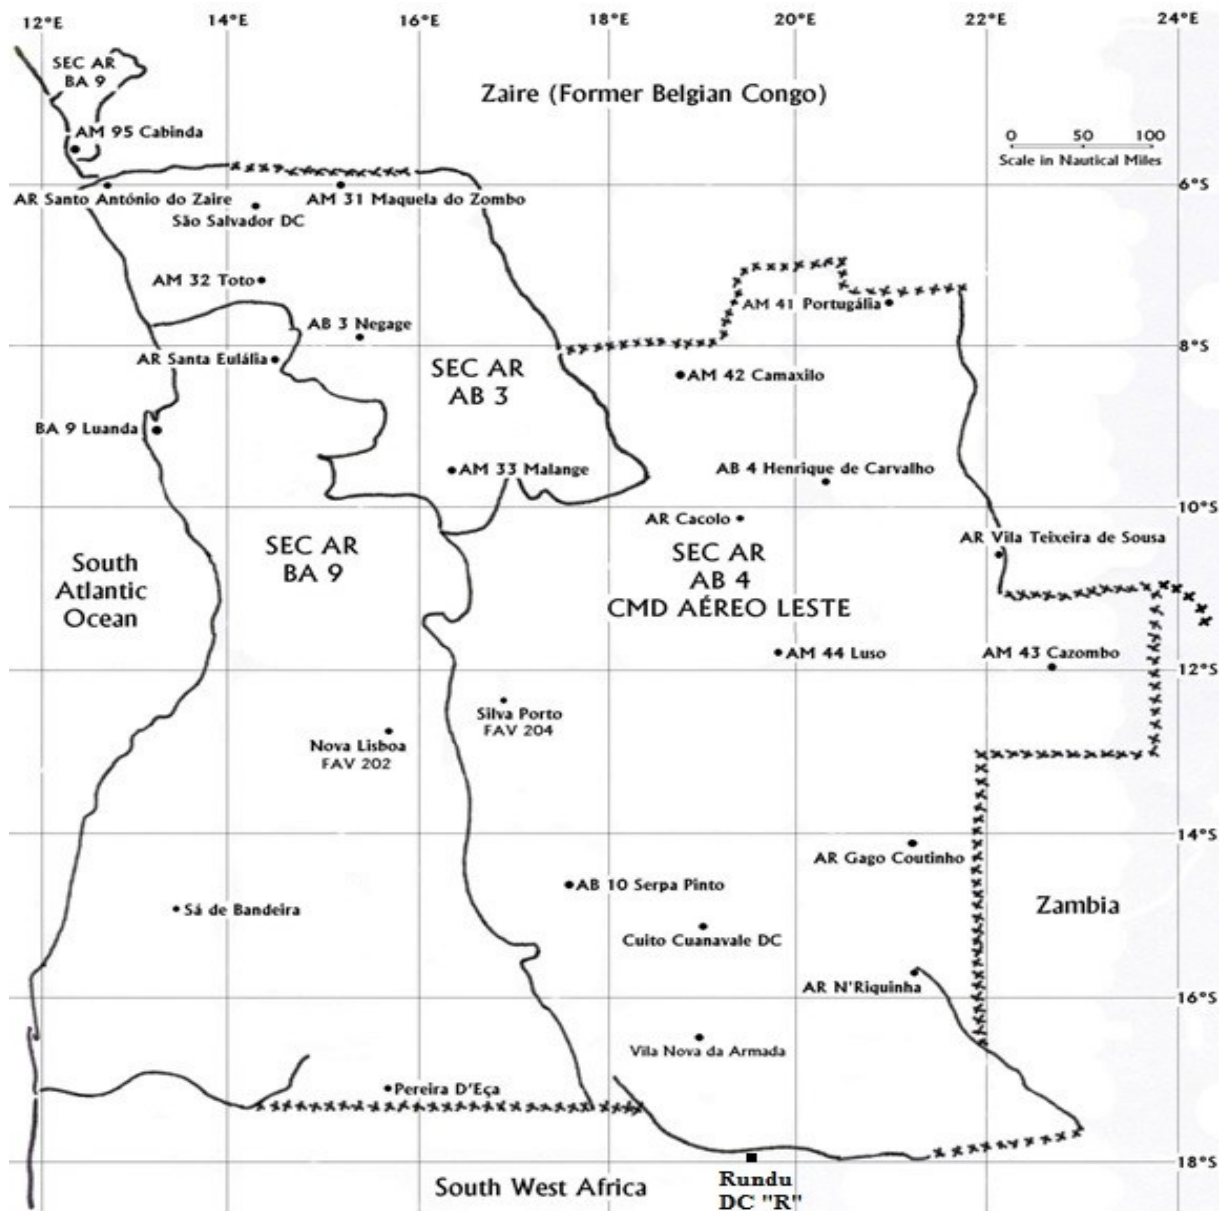 12°E 14°E 16°E 18°E 20°E 22°E 24°E
SEC AR
BA 9
Zaire (Former Belgian Congo)
AM 95 Cabinda
0 50 100
Scale in Nautical Miles
6°S
AR Santo António do Zaire
AM 31 Maquela do Zombo
São Salvador DC
AM 32 Toto
AM 41 Portugália
AB 3 Negage
8°S
AR Santa Eulália
SEC AR
AB 3
AM 42 Camaxilo
BA 9 Luanda
AM 33 Malange
AB 4 Henrique de Carvalho
10°S
AR Cacolo
AR Vila Teixeira de Sousa
SEC AR
BA 9
SEC AR
AB 4
CMD AÉREO LESTE
South
Atlantic
Ocean
AM 44 Luso
AM 43 Cazombo
12°S
Silva Porto
FAV 204
Nova Lisboa
FAV 202
14°S
AR Gago Coutinho
AB 10 Serpa Pinto
Zambia
Sá de Bandeira
Cuito Cuanavale DC
AR N'Riquinha
16°S
Vila Nova da Armada
Pereira D'Eça
18°S
South West Africa
Rundu
DC "R"